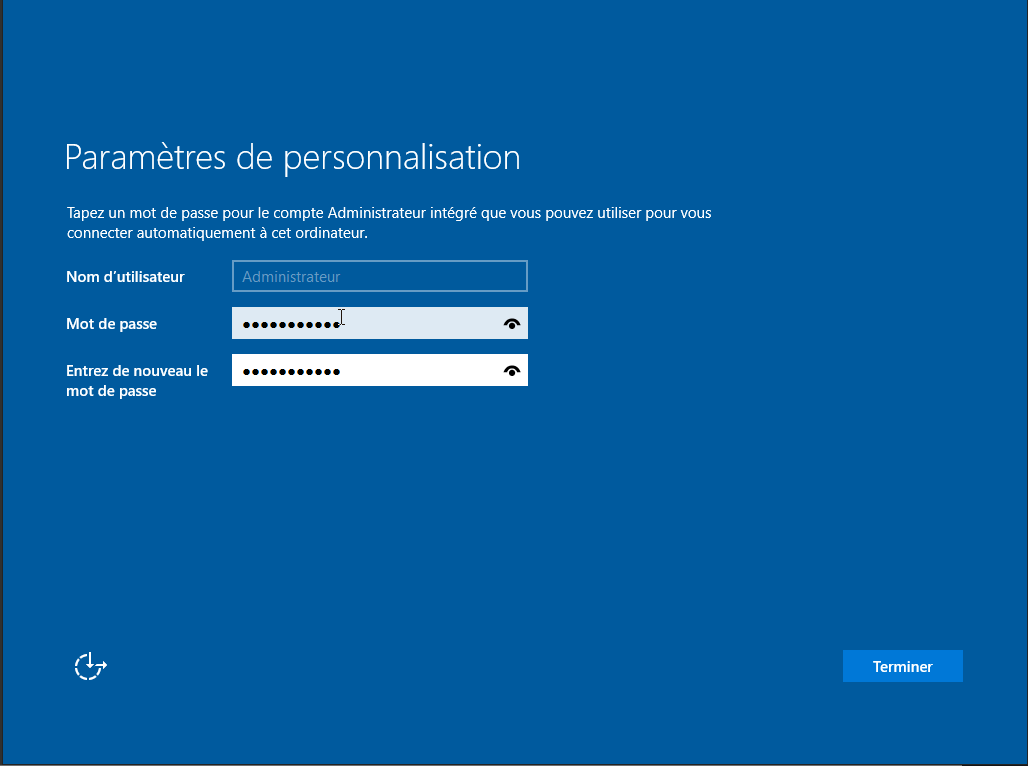 Paramètres de personnalisation
Tapez un mot de passe pour le compte Administrateur intégré que vous pouvez utiliser pour vous
connecter automatiquement à cet ordinateur.
Nom d’utilisateur
Administrateur
Mot de passe
●●●●●●●●●●●
Entrez de nouveau le
mot de passe
●●●●●●●●●●●
Terminer